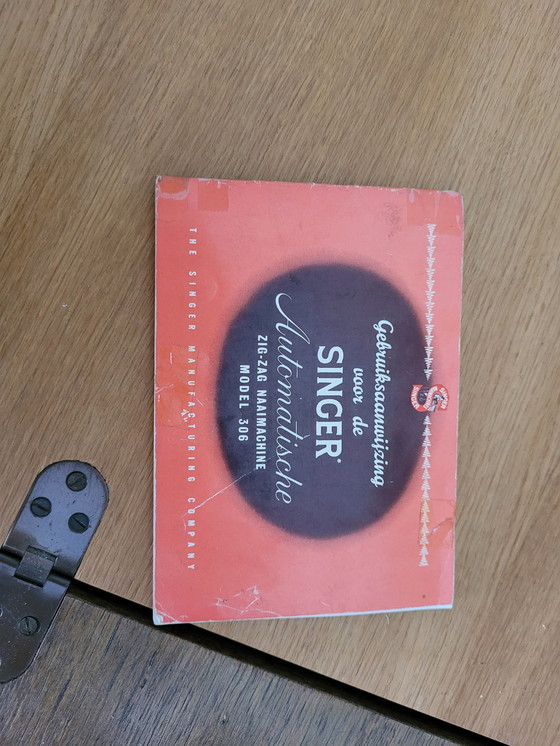 Gebruiksaanwijzing
voor de
SINGER*
Automatische
ZIG-ZAG NAAIMACHINE
MODEL 306
THE SINGER MANUFACTURING COMPANY